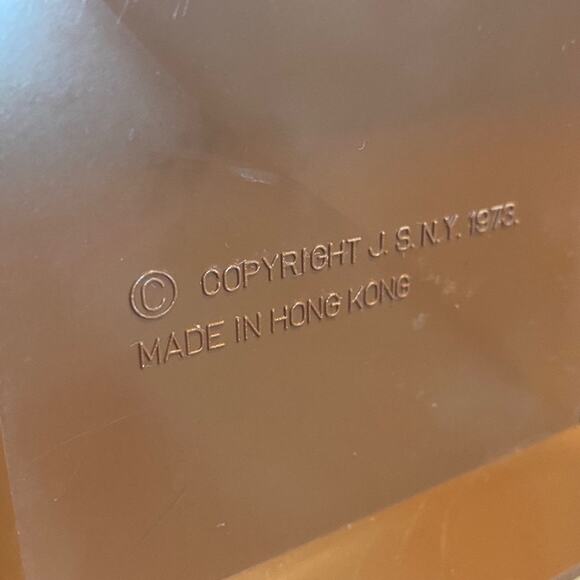 © COPYRIGHT J. S. N.Y. 1973.
MADE IN HONG KONG